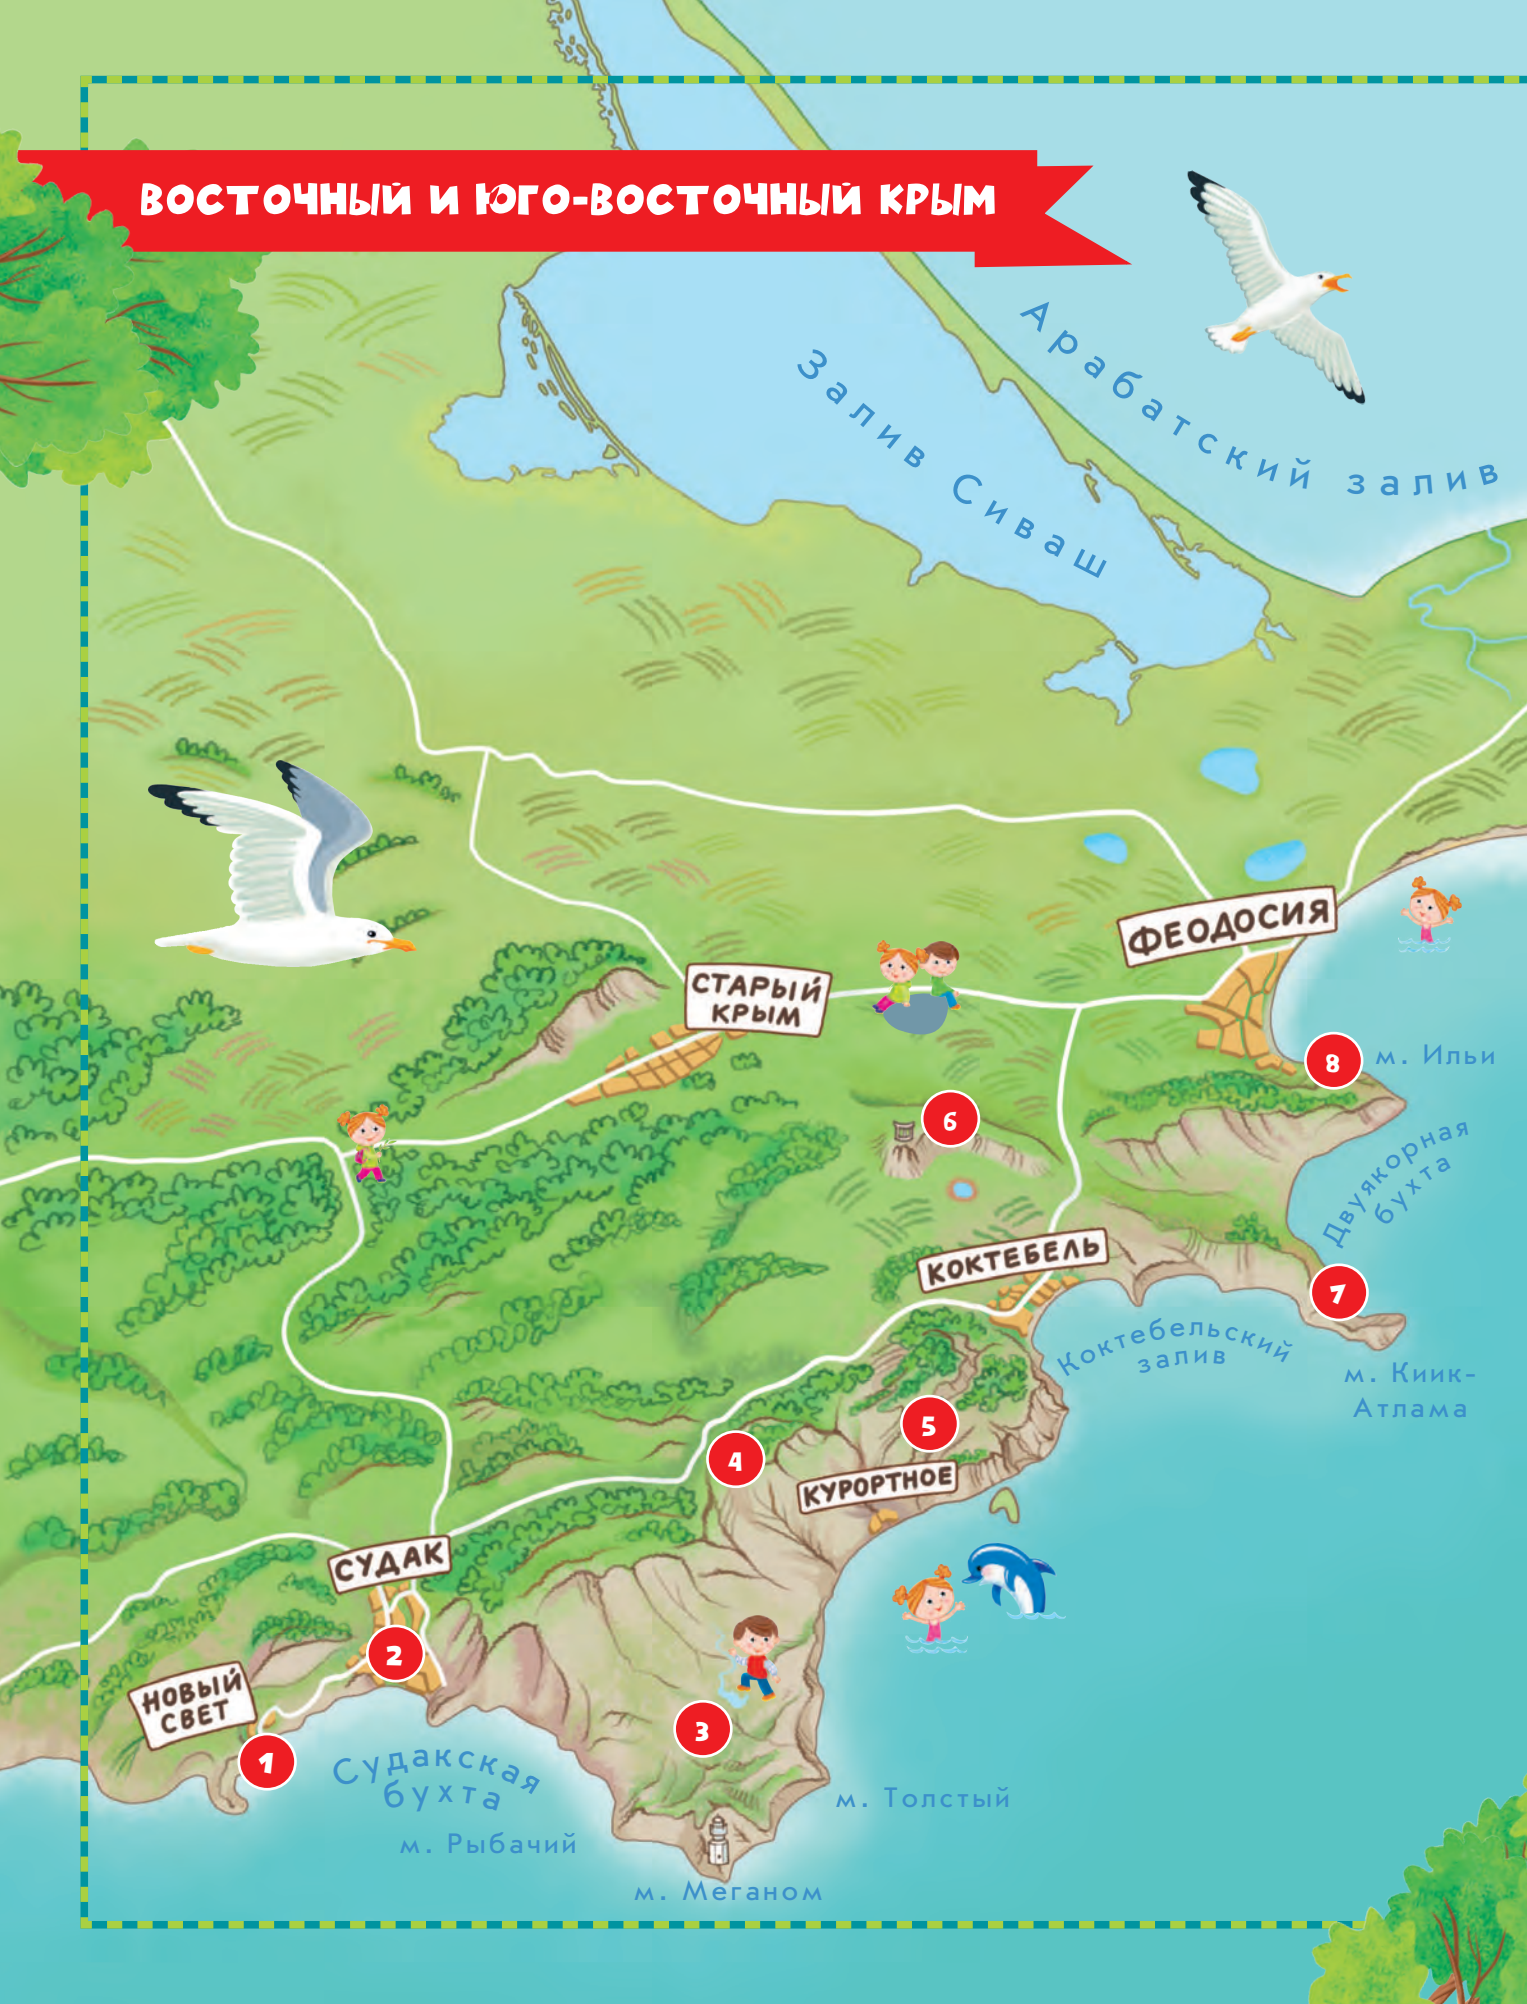 ВОСТОЧНЫЙ И ЮГО-ВОСТОЧНЫЙ КРЫМ
Арабатский залив
Залив Сиваш
ФЕОДОСИЯ
СТАРЫЙ
КРЫМ
8
м. Ильи
6
Двуякорная
бухта
КОКТЕБЕЛЬ
7
Коктебельский
залив
м. Киик-
Атлама
5
4
КУРОРТНОЕ
СУДАК
2
НОВЫЙ
СВЕТ
3
1
Судакская
бухта
м. Толстый
м. Рыбачий
м. Меганом